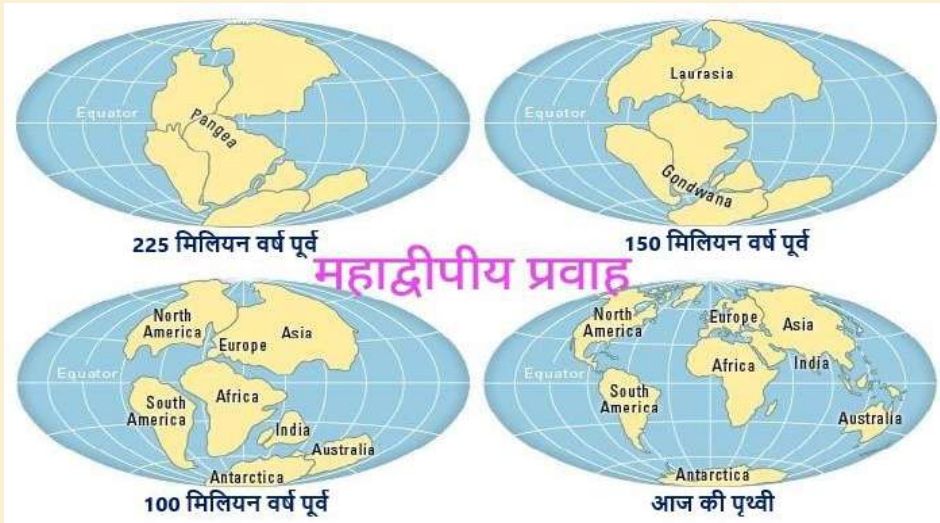 Equator
Pangea
225 मिलियन वर्ष पूर्व
Laurasia
Equator
Gondwana
150 मिलियन वर्ष पूर्व
महाद्वीपीय प्रवाह
North
America
Europe
Asia
Equator
South
America
Africa
India
Australia
Antarctica
100 मिलियन वर्ष पूर्व
North
America
Europe
Asia
Equator
Africa
India
South
America
Australia
Antarctica
आज की पृथ्वी